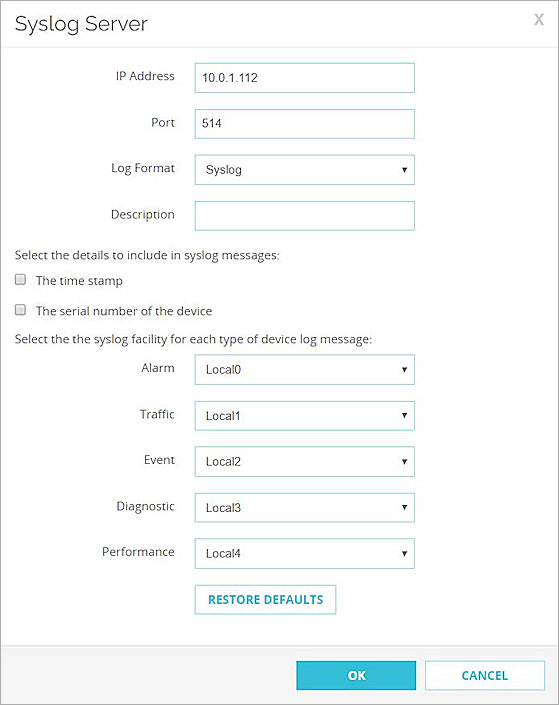 Syslog Server
X
IP Address 10.0.1.112
Port 514
Log Format Syslog
Description
Select the details to include in syslog messages:
The time stamp
The serial number of the device
Select the the syslog facility for each type of device log message:
Alarm Local0
Traffic Local1
Event Local2
Diagnostic Local3
Performance Local4
RESTORE DEFAULTS
OK CANCEL